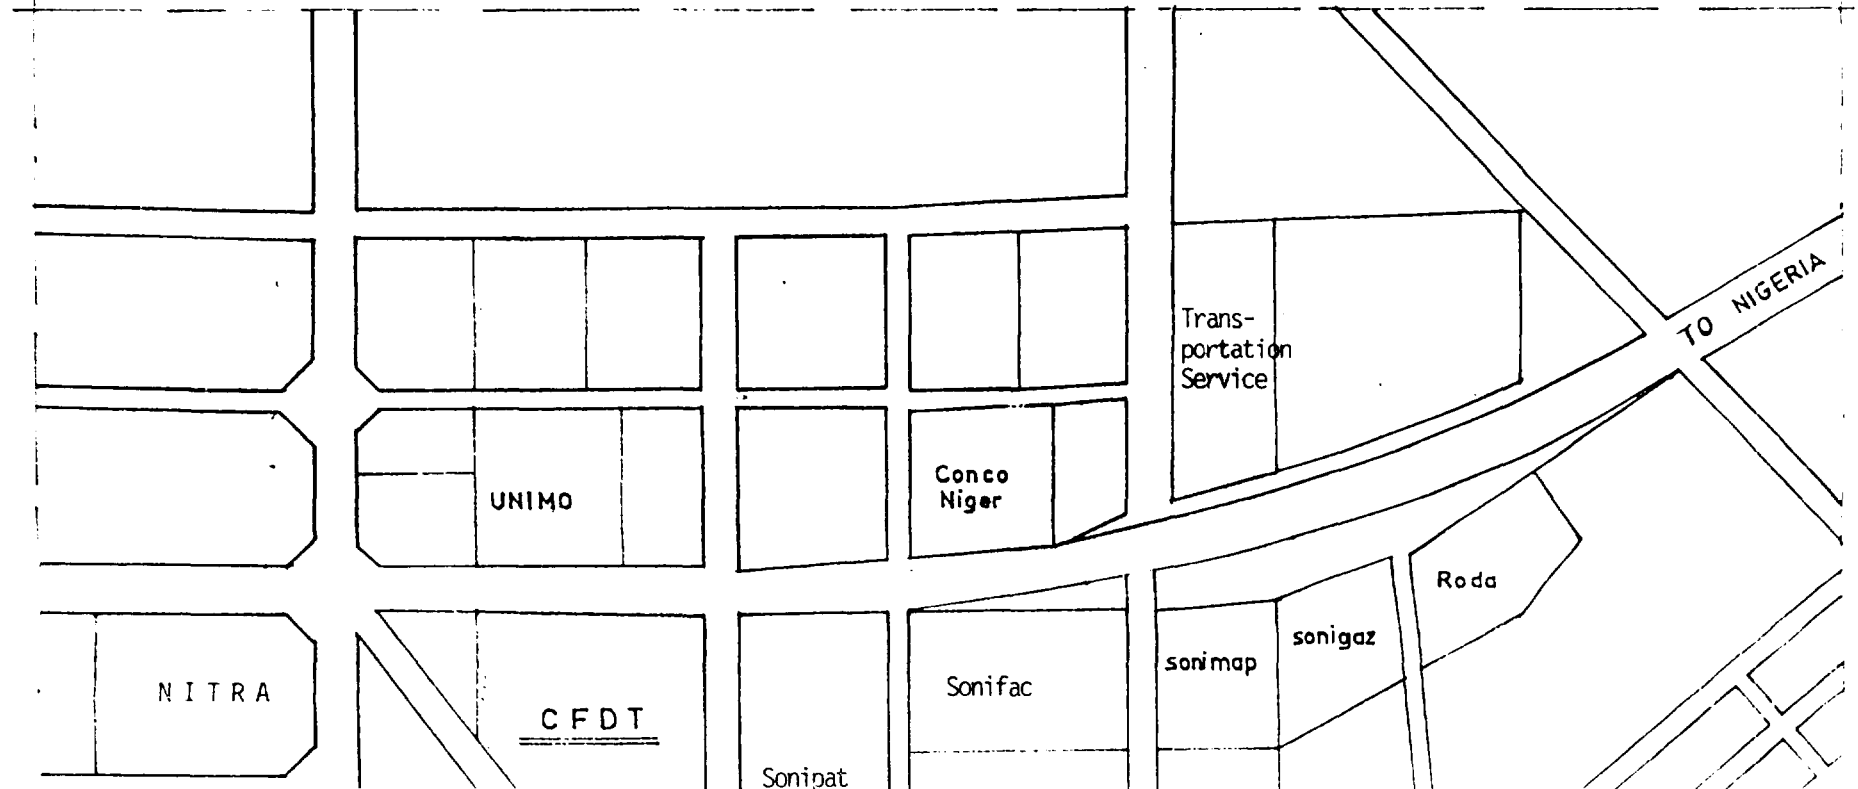 TO NIGERIA
Trans-
portation
Service
UNIMO
Conco
Niger
Roda
sonigaz
sonimap
NITRA
Sonifac
CFDT
Sonipat